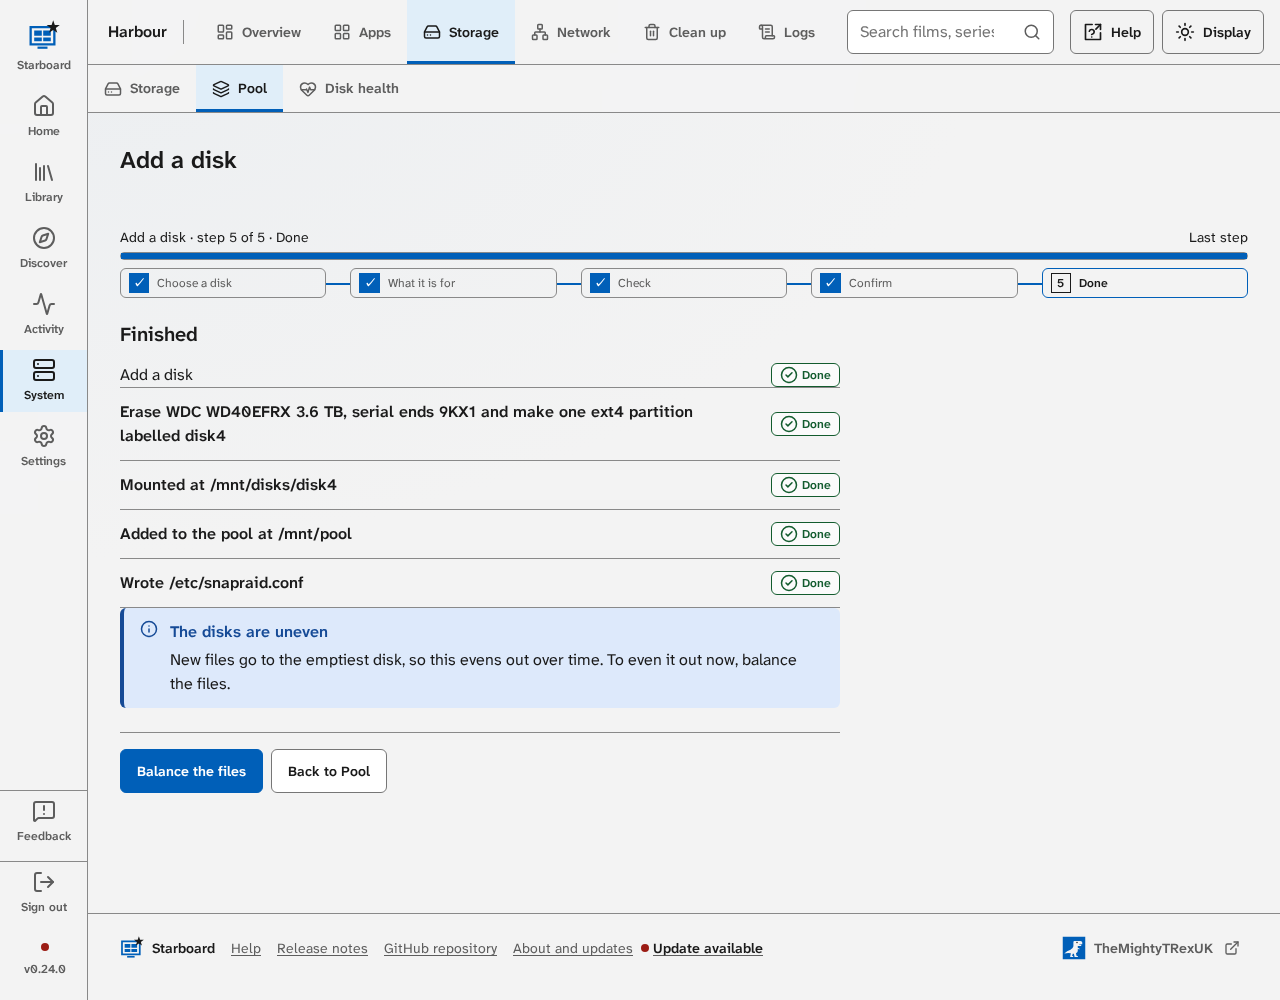 Starboard
Home
Library
Discover
Activity
System
Settings
Feedback
Sign out
v0.24.0
Harbour
Overview
Apps
Storage
Network
Clean up
Logs
Search films, series
Help
Display
Storage
Pool
Disk health
Add a disk
Add a disk · step 5 of 5 · Done
Last step
✓ Choose a disk
✓ What it is for
✓ Check
✓ Confirm
5 Done
Finished
Add a disk
Done
Erase WDC WD40EFRX 3.6 TB, serial ends 9KX1 and make one ext4 partition
labelled disk4
Done
Mounted at /mnt/disks/disk4
Done
Added to the pool at /mnt/pool
Done
Wrote /etc/snapraid.conf
Done
The disks are uneven
New files go to the emptiest disk, so this evens out over time. To even it out now, balance
the files.
Balance the files
Back to Pool
Starboard
Help
Release notes
GitHub repository
About and updates
Update available
TheMightyTRexUK